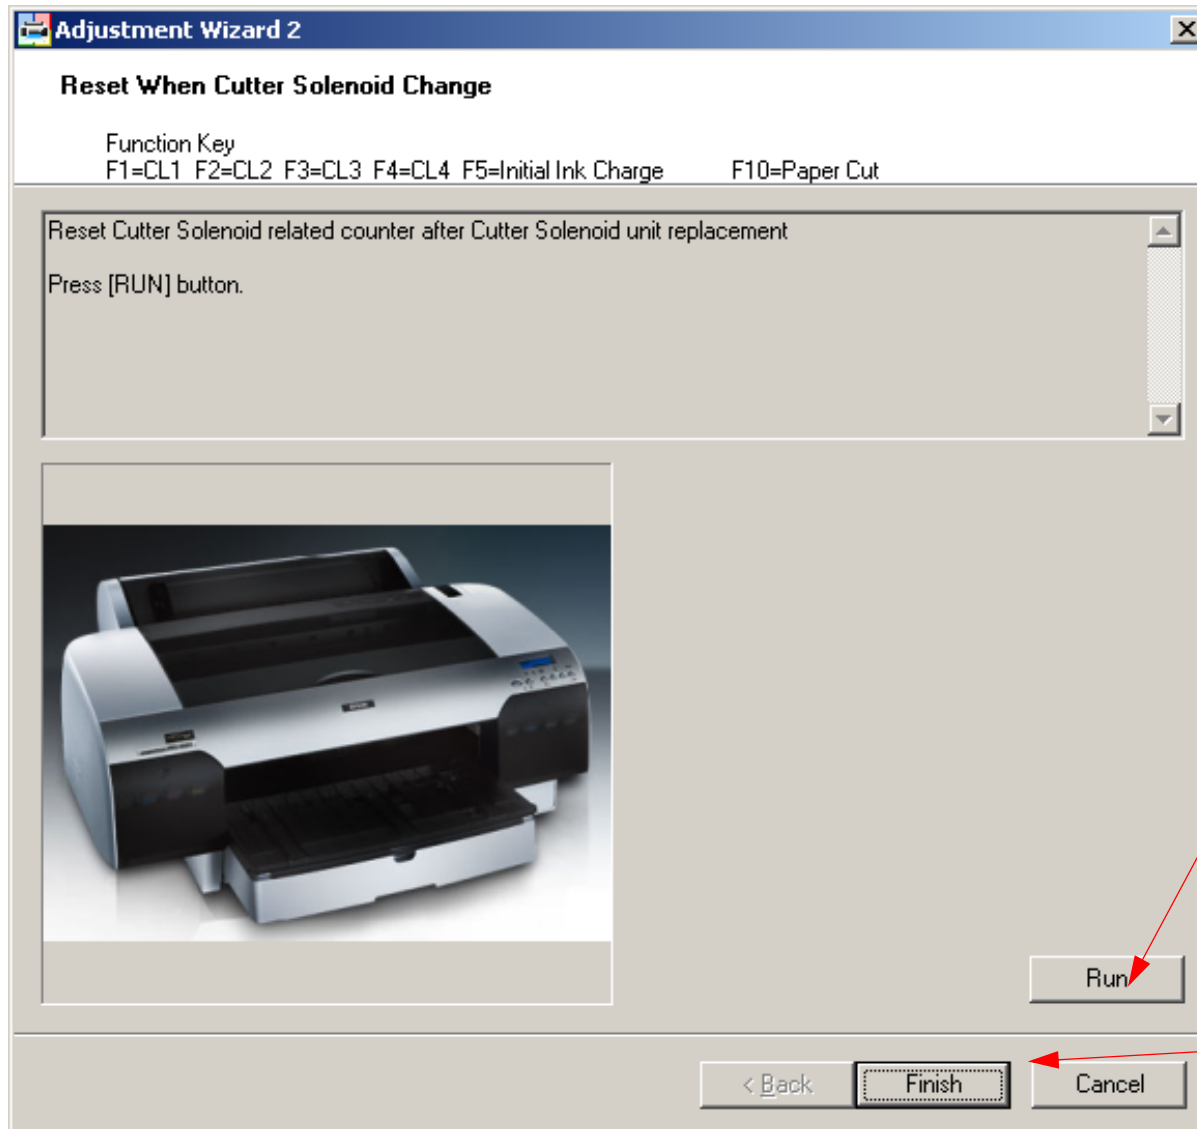 Adjustment Wizard 2
Reset When Cutter Solenoid Change
Function Key
F1=CL1 F2=CL2 F3=CL3 F4=CL4 F5=Initial Ink Charge F10=Paper Cut
Reset Cutter Solenoid related counter after Cutter Solenoid unit replacement
Press [RUN] button.
EPSON
Run
< Back Finish Cancel